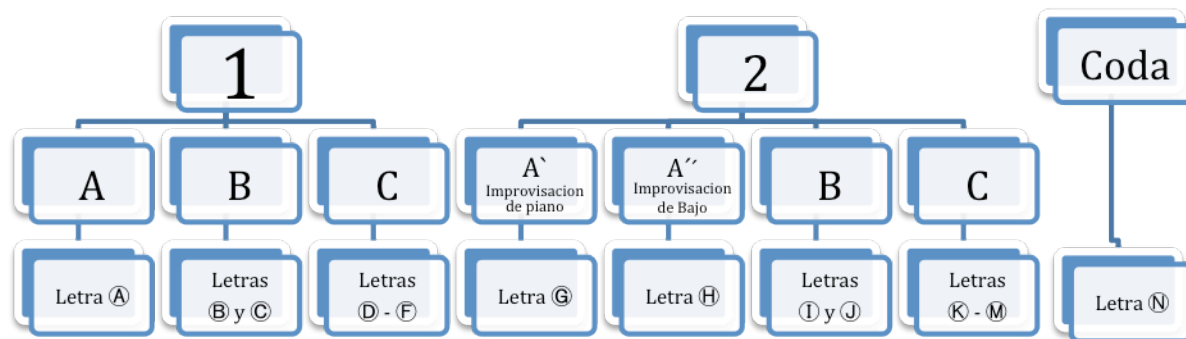 1
2
Coda
A
B
C
A`
Improvisacion
de piano
A´´
Improvisacion
de Bajo
B
C
Letra Ⓐ
Letras
Ⓑ y Ⓒ
Letras
Ⓓ - Ⓕ
Letra Ⓖ
Letra Ⓗ
Letras
Ⓘ y Ⓙ
Letras
Ⓚ - Ⓜ
Letra Ⓝ